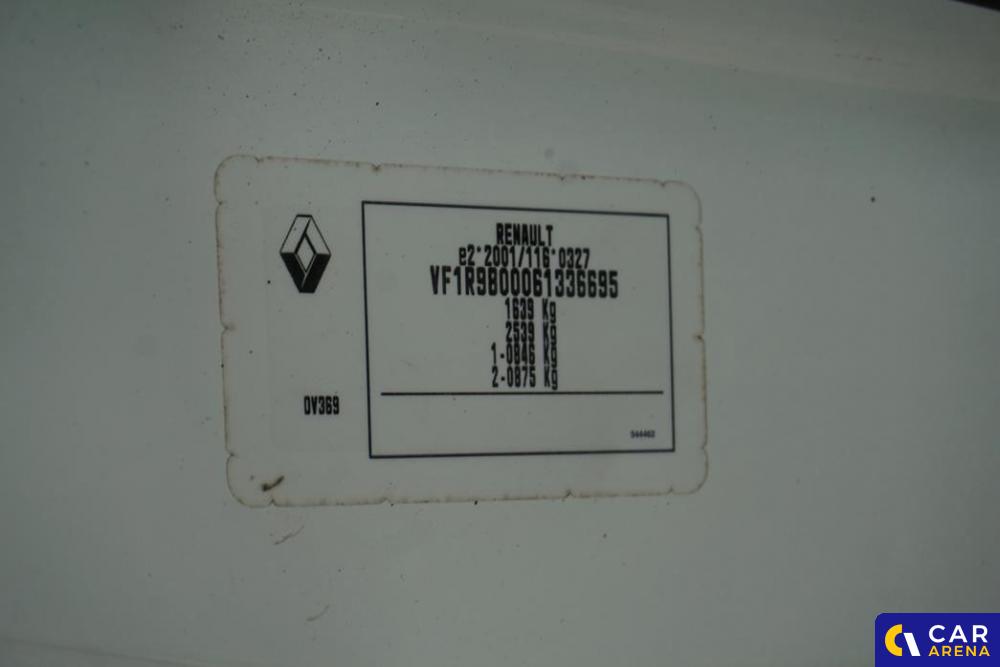 RENAULT
e2*2001/116*0327
VF1R9800061336695
1639 Kg
2539 Kg
1-0846 Kg
2-0875 Kg
0V369
544463
CAR
ARENA